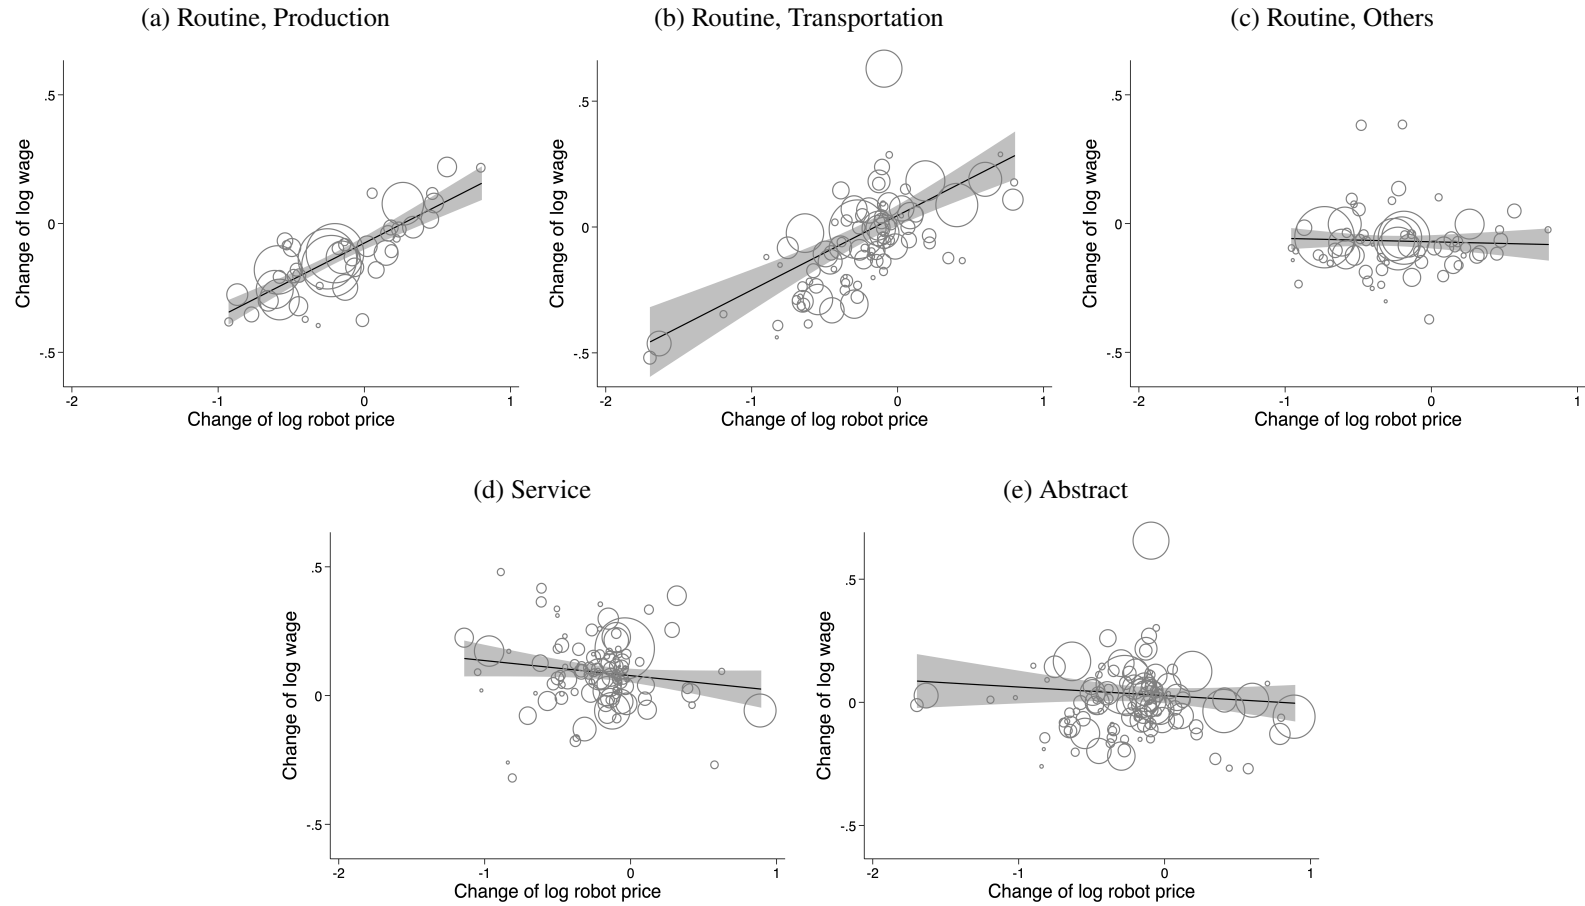 (a) Routine, Production
(b) Routine, Transportation
(c) Routine, Others
.5
0
-.5
Change of log wage
-2
-1
0
1
Change of log robot price
.5
0
-.5
Change of log wage
-2
-1
0
1
Change of log robot price
.5
0
-.5
Change of log wage
-2
-1
0
1
Change of log robot price
(d) Service
(e) Abstract
.5
0
-.5
Change of log wage
-2
-1
0
1
Change of log robot price
.5
0
-.5
Change of log wage
-2
-1
0
1
Change of log robot price